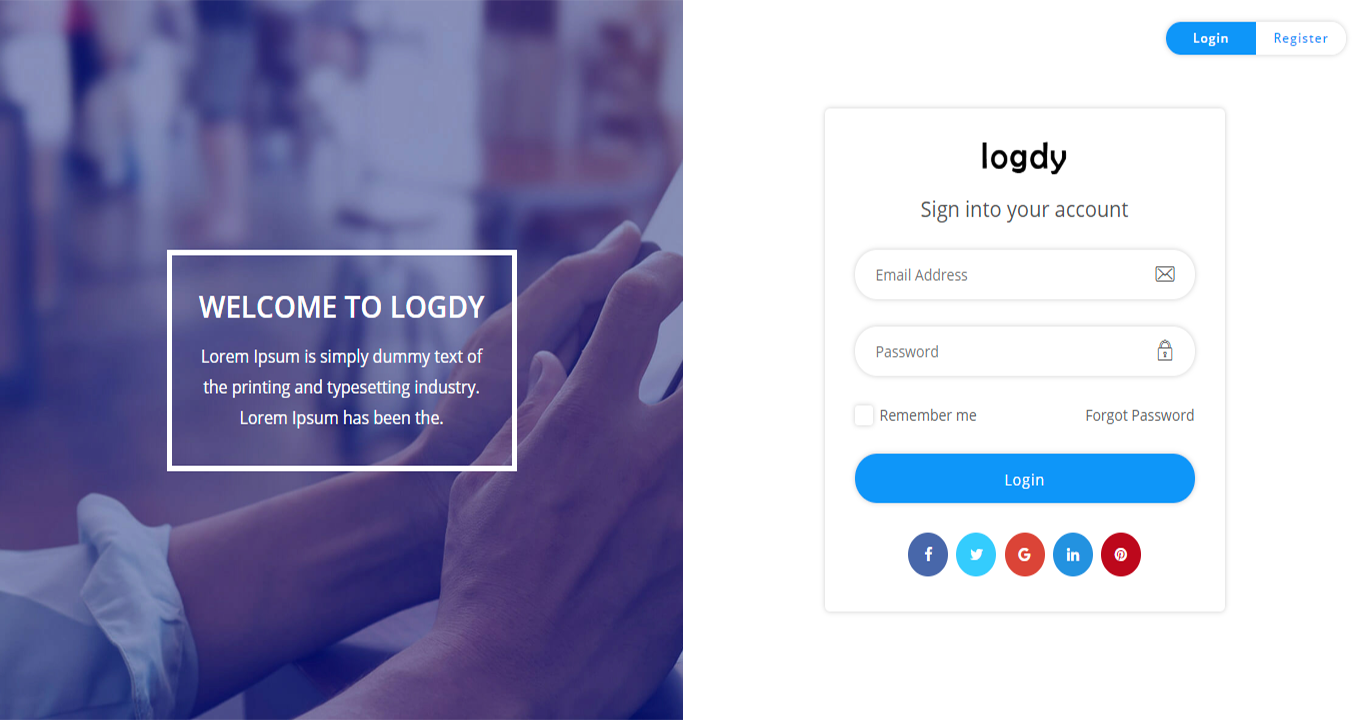 Login
Register
WELCOME TO LOGDY
Lorem Ipsum is simply dummy text of
the printing and typesetting industry.
Lorem Ipsum has been the.
logdy
Sign into your account
Email Address
Password
Remember me
Forgot Password
Login